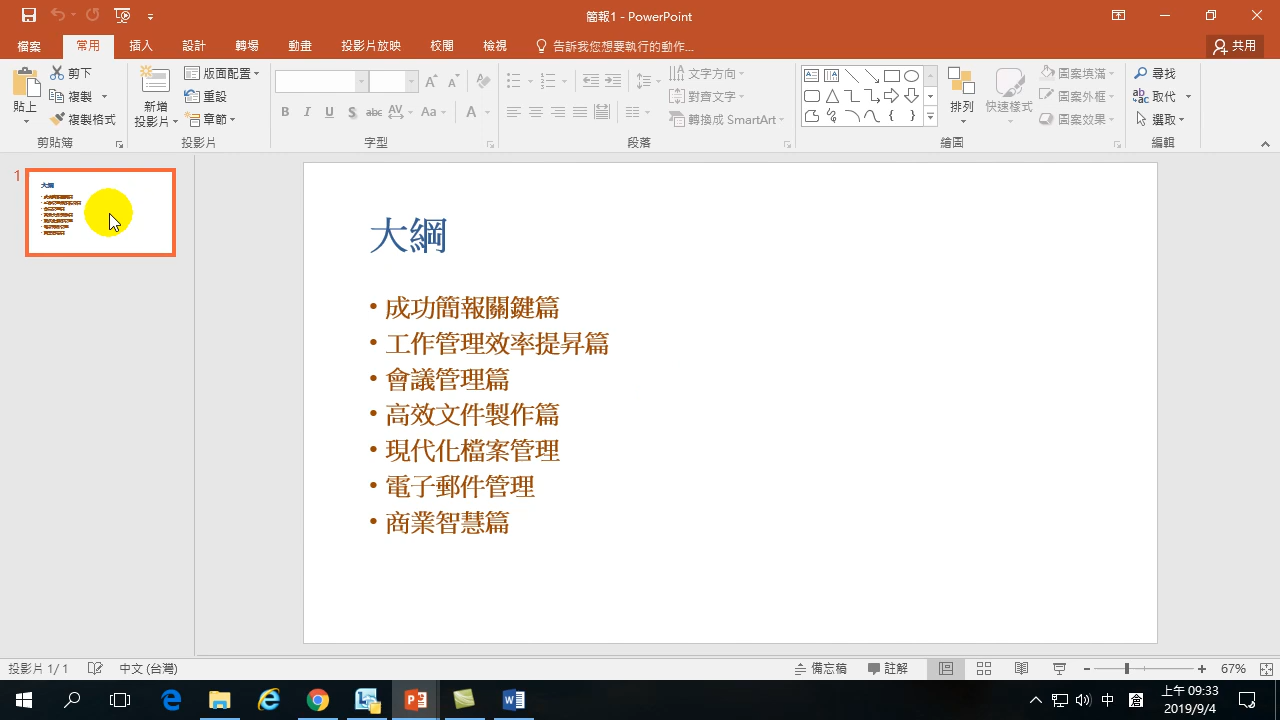 簡報1 - PowerPoint
檔案 常用 插入 設計 轉場 動畫 投影片放映 校閱 檢視 告訴我您想要執行的動作... 共用
貼上 剪下 複製 複製格式 剪貼簿
新增投影片 版面配置 重設 章節 投影片
B I U S abc AV Aa A 字型
文字方向 對齊文字 轉換成 SmartArt 段落
排列 快速樣式 圖案填滿 圖案外框 圖案效果 繪圖
尋找 取代 選取 編輯
1
大綱
• 成功簡報關鍵篇
• 工作管理效率提昇篇
• 會議管理篇
• 高效文件製作篇
• 現代化檔案管理
• 電子郵件管理
• 商業智慧篇
投影片 1/1 中文 (台灣) 備忘稿 註解 67%
中 上午 09:33
2019/9/4